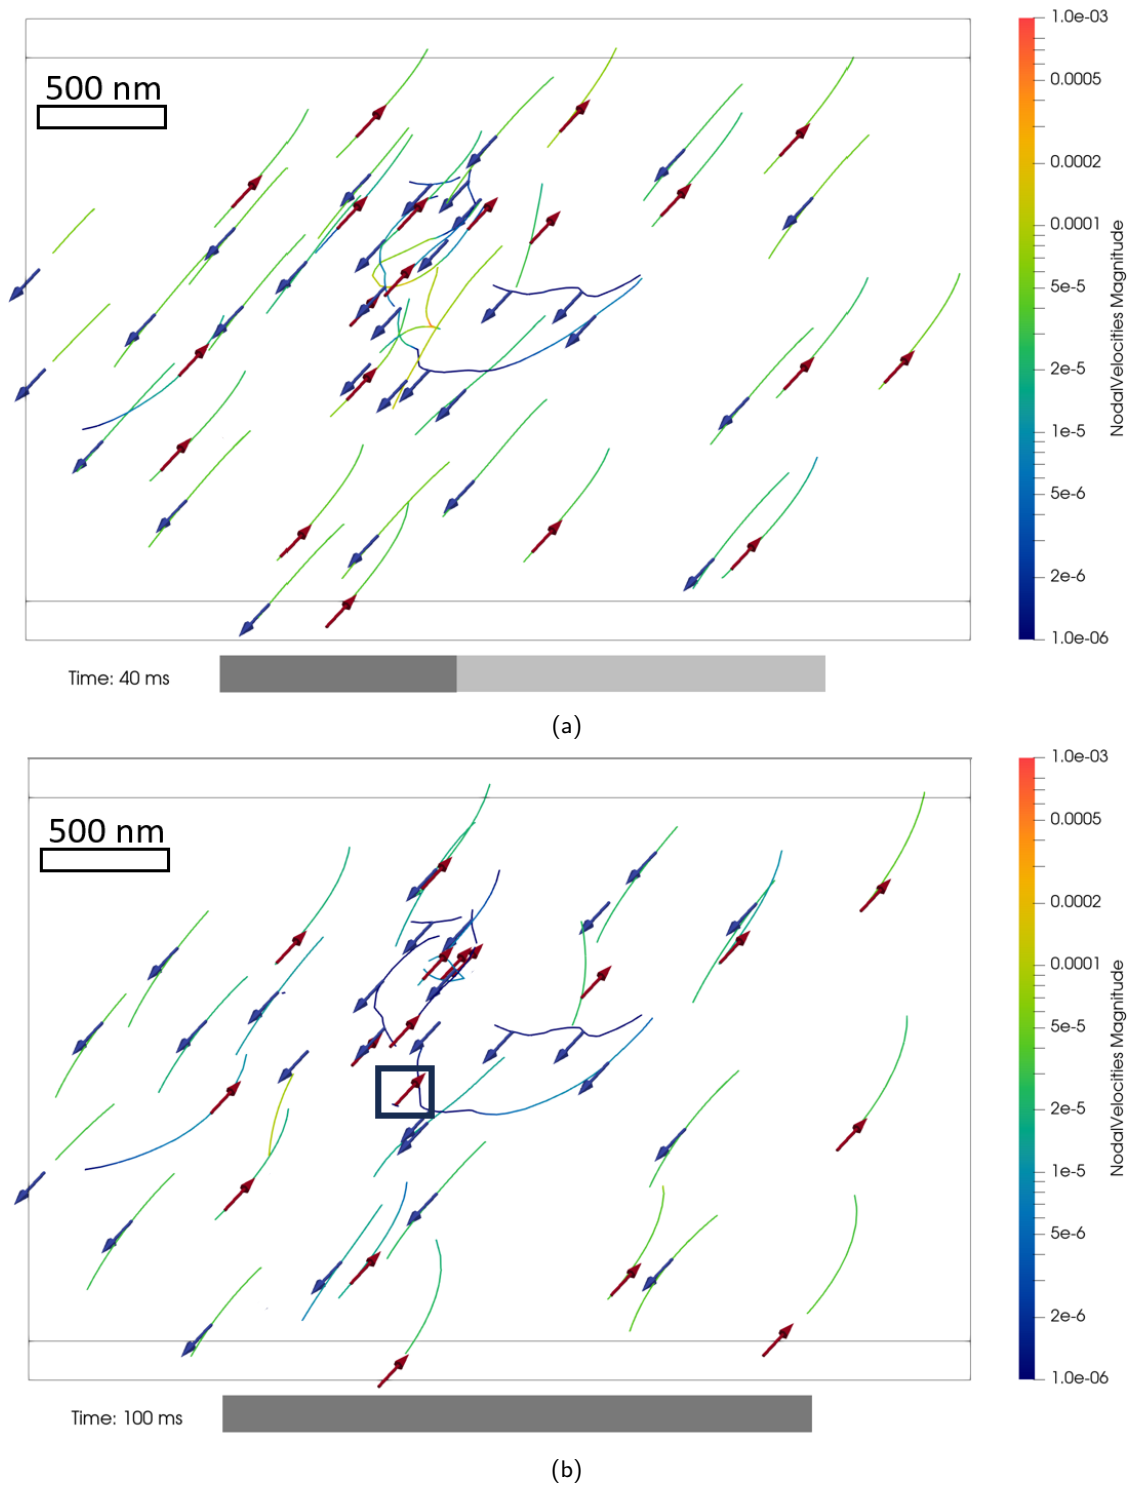 500 nm
1.0e-03
0.0005
0.0002
0.0001
5e-5
2e-5
1e-5
5e-6
2e-6
1.0e-06
NodalVelocities Magnitude
Time: 40 ms
(a)
500 nm
1.0e-03
0.0005
0.0002
0.0001
5e-5
2e-5
1e-5
5e-6
2e-6
1.0e-06
NodalVelocities Magnitude
Time: 100 ms
(b)